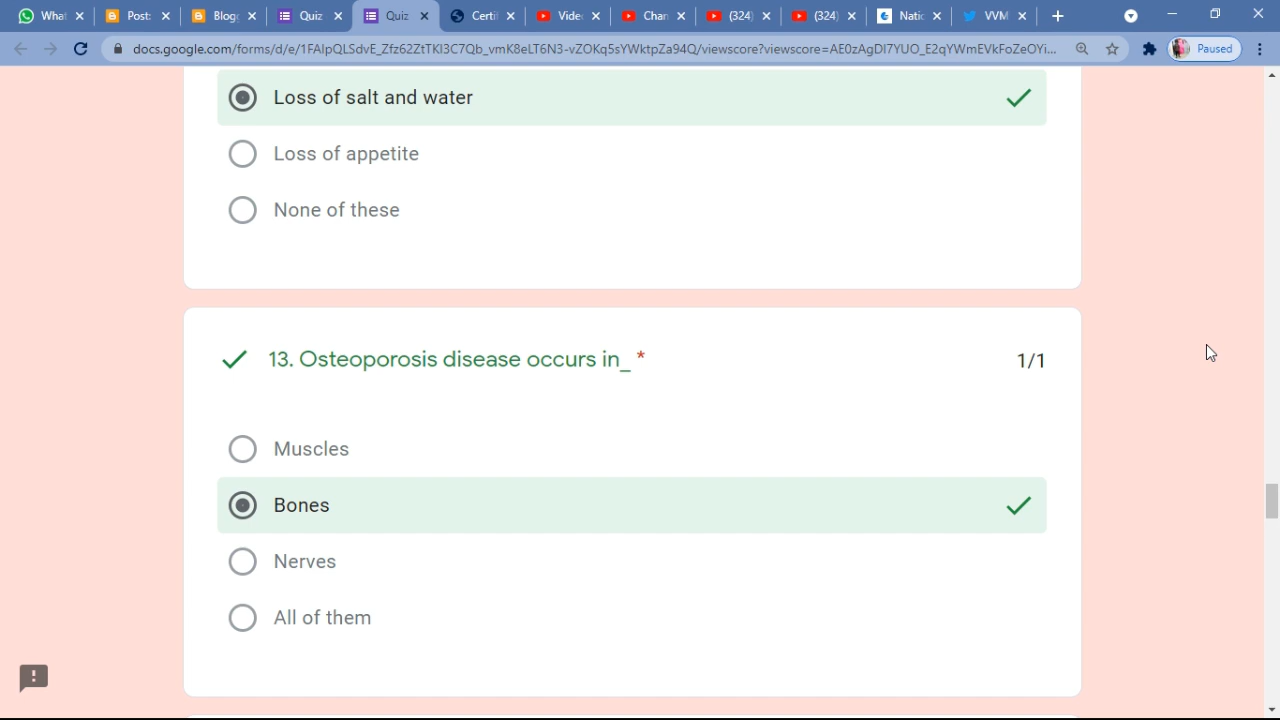 What
Post:
Blog
Quiz
Quiz
Certi
Vide
Chan
(324)
(324)
Natic
VVM
docs.google.com/forms/d/e/1FAIpQLSdvE_Zfz62ZtTKI3C7Qb_vmK8eLT6N3-vZOKq5sYWktpZa94Q/viewscore?viewscore=AE0zAgDI7YUO_E2qYWmEVkFoZeOYi...
Paused
Loss of salt and water
Loss of appetite
None of these
13. Osteoporosis disease occurs in_ *
1/1
Muscles
Bones
Nerves
All of them